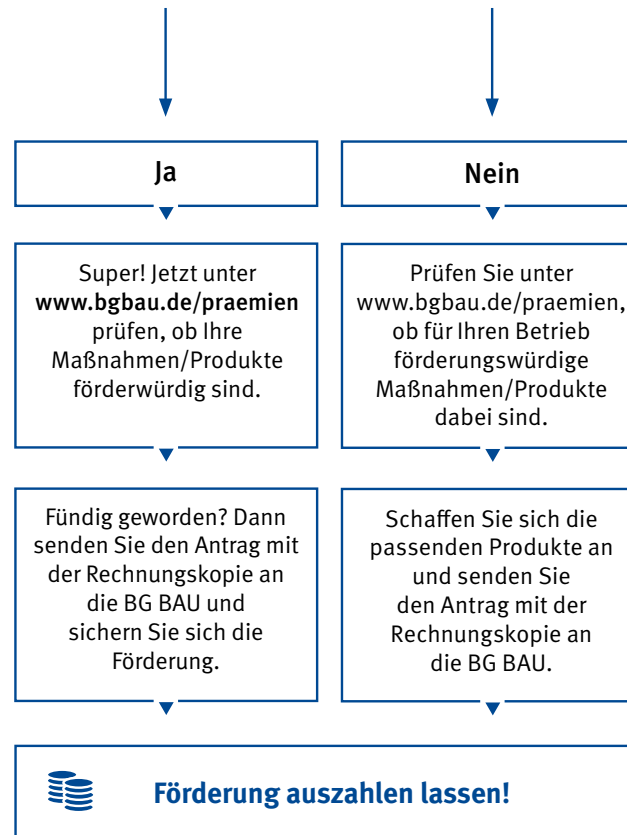 Ja
Super! Jetzt unter
www.bgbau.de/praemien
prüfen, ob Ihre
Maßnahmen/Produkte
förderwürdig sind.
Fündig geworden? Dann
senden Sie den Antrag mit
der Rechnungskopie an
die BG BAU und
sichern Sie sich die
Förderung.
Nein
Prüfen Sie unter
www.bgbau.de/praemien,
ob für Ihren Betrieb
förderungswürdige
Maßnahmen/Produkte
dabei sind.
Schaffen Sie sich die
passenden Produkte an
und senden Sie
den Antrag mit der
Rechnungskopie an
die BG BAU.
Förderung auszahlen lassen!